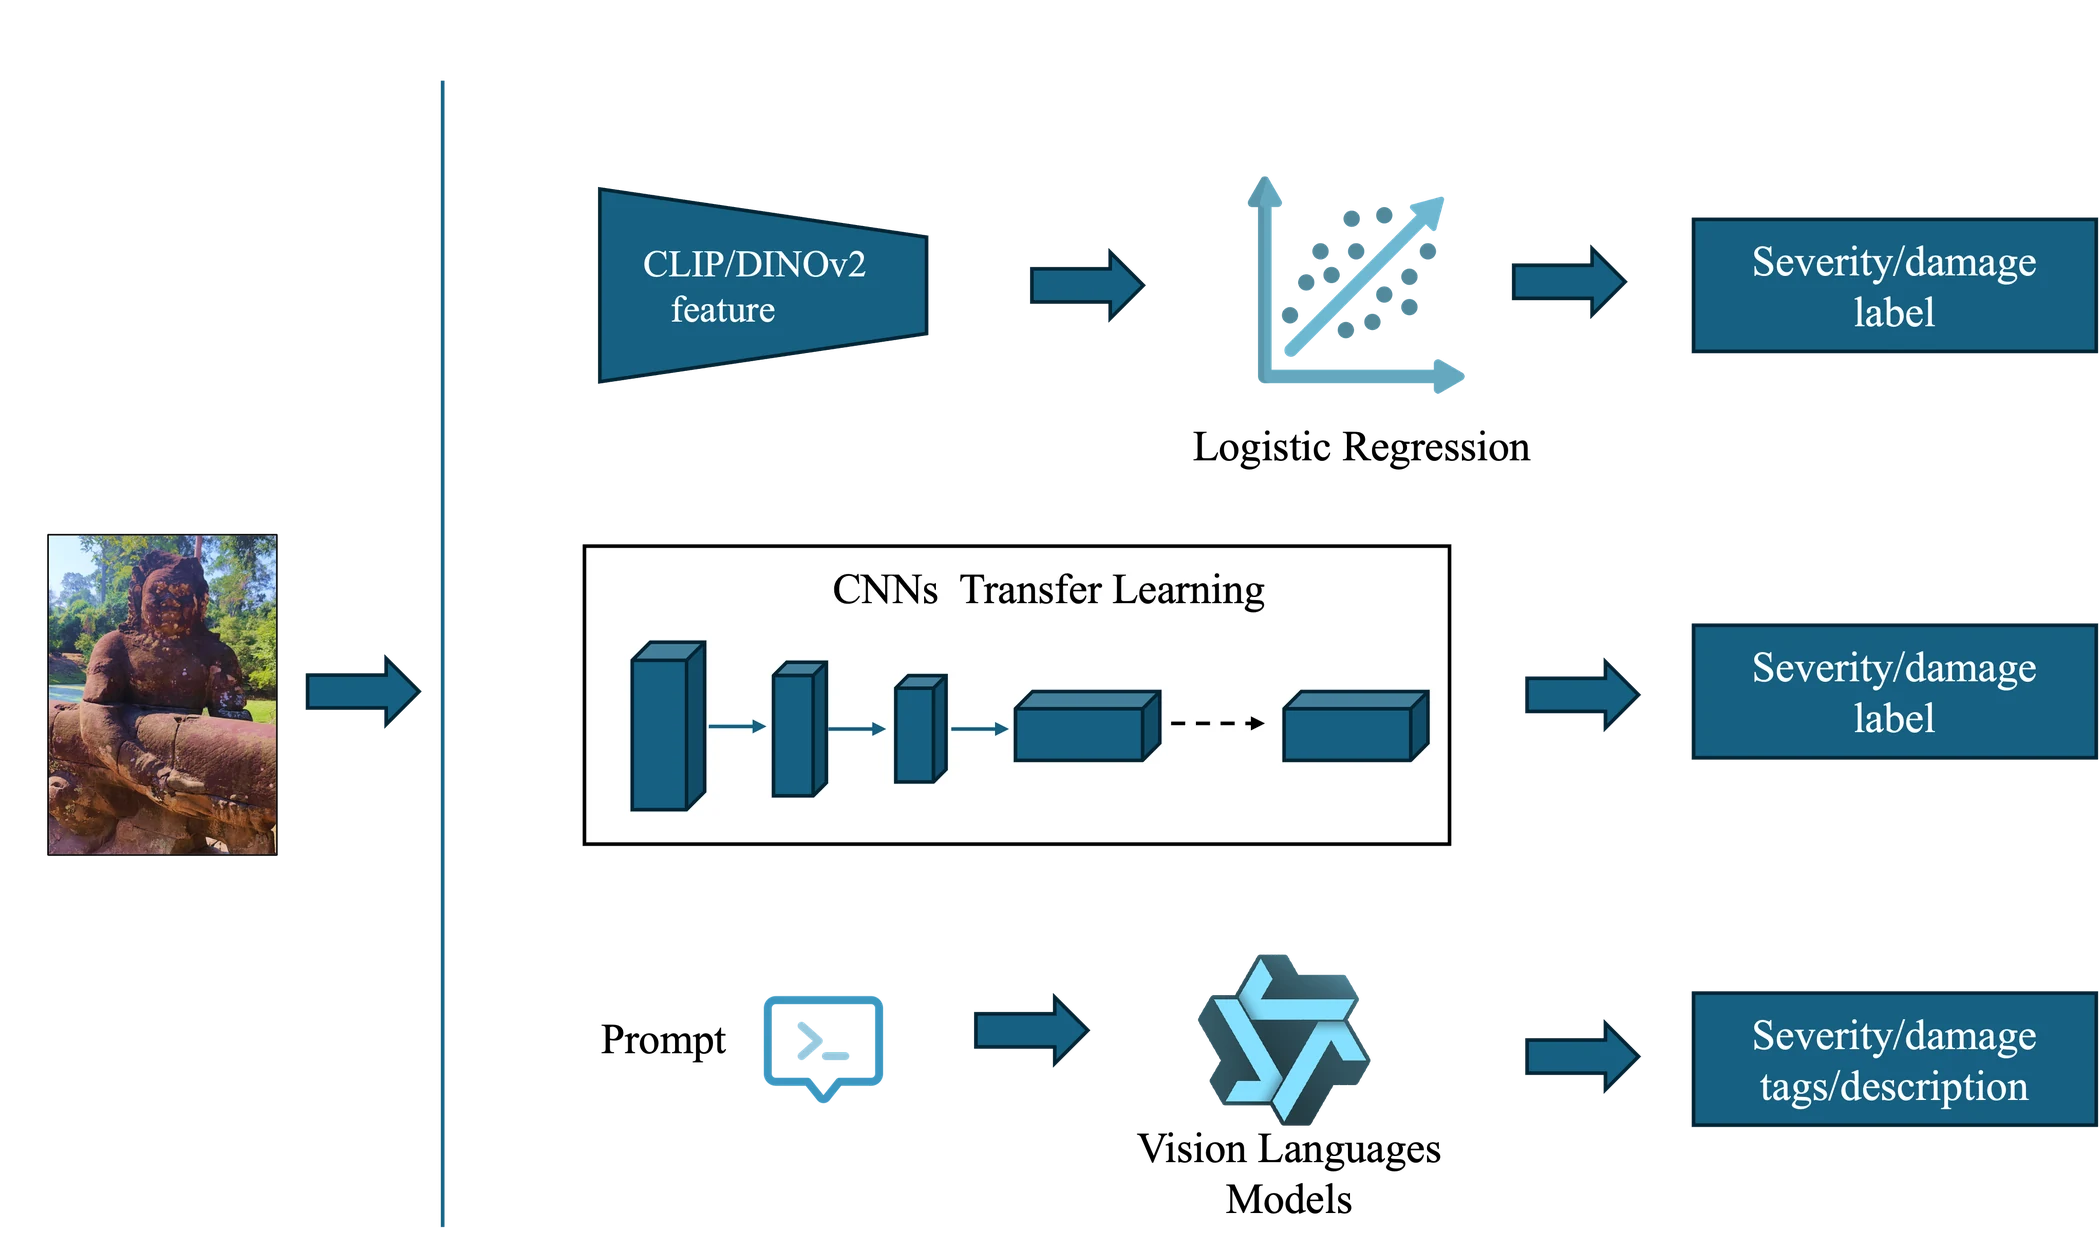 CLIP/DINOv2
feature
Logistic Regression
Severity/damage
label
CNNs  Transfer Learning
Severity/damage
label
Prompt
Vision Languages
Models
Severity/damage
tags/description